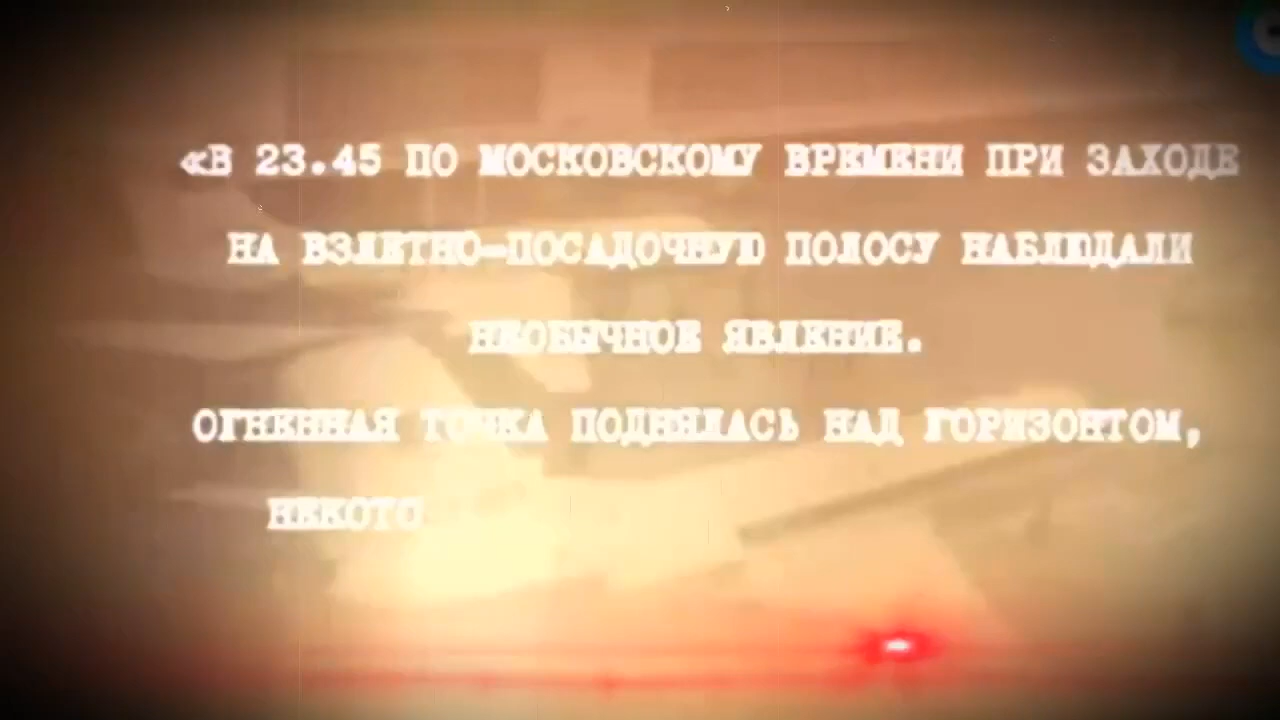 «В 23.45 ПО МОСКОВСКОМУ ВРЕМЕНИ ПРИ ЗАХОДЕ
НА ВЗЛЕТНО-ПОСАДОЧНУЮ ПОЛОСУ НАБЛЮДАЛИ
НЕОБЫЧНОЕ ЯВЛЕНИЕ.
ОГНЕННАЯ ТОЧКА ПОДНЯЛАСЬ НАД ГОРИЗОНТОМ,
НЕКОТО